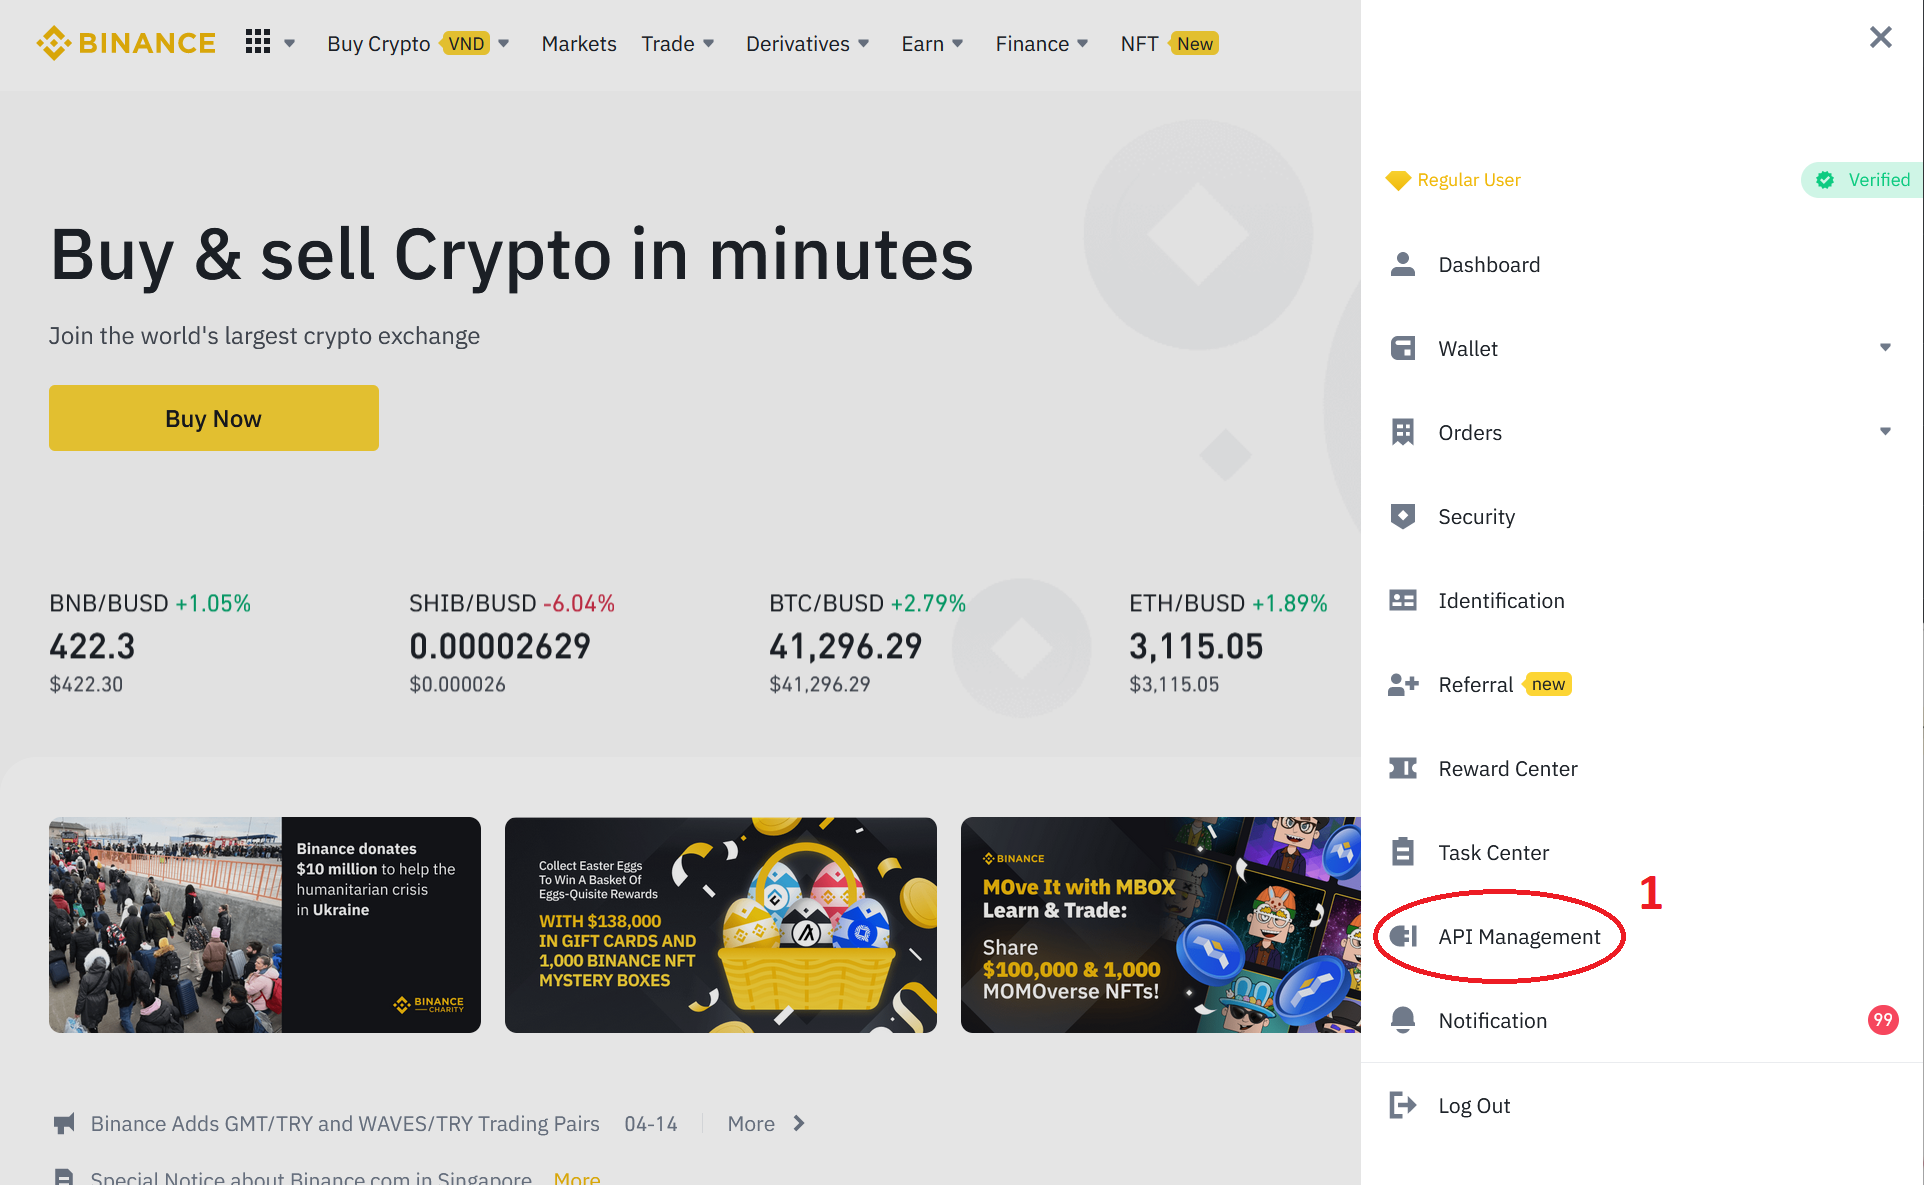 BINANCE
Buy Crypto VND
Markets
Trade
Derivatives
Earn
Finance
NFT New
Buy & sell Crypto in minutes
Join the world's largest crypto exchange
Buy Now
BNB/BUSD +1.05%
422.3
$422.30
SHIB/BUSD -6.04%
0.00002629
$0.000026
BTC/BUSD +2.79%
41,296.29
$41,296.29
ETH/BUSD +1.89%
3,115.05
$3,115.05
Binance donates
$10 million to help the
humanitarian crisis
in Ukraine
BINANCE
CHARITY
Collect Easter Eggs
To Win A Basket Of
Eggs-Quisite Rewards
WITH $138,000
IN GIFT CARDS AND
1,000 BINANCE NFT
MYSTERY BOXES
BINANCE
MOve It with MBOX
Learn & Trade:
Share
$100,000 & 1,000
MOMOverse NFTs!
Binance Adds GMT/TRY and WAVES/TRY Trading Pairs 04-14 More
Special Notice about Binance.com in Singapore More
Regular User
Verified
Dashboard
Wallet
Orders
Security
Identification
Referral new
Reward Center
Task Center
1
API Management
Notification 99
Log Out